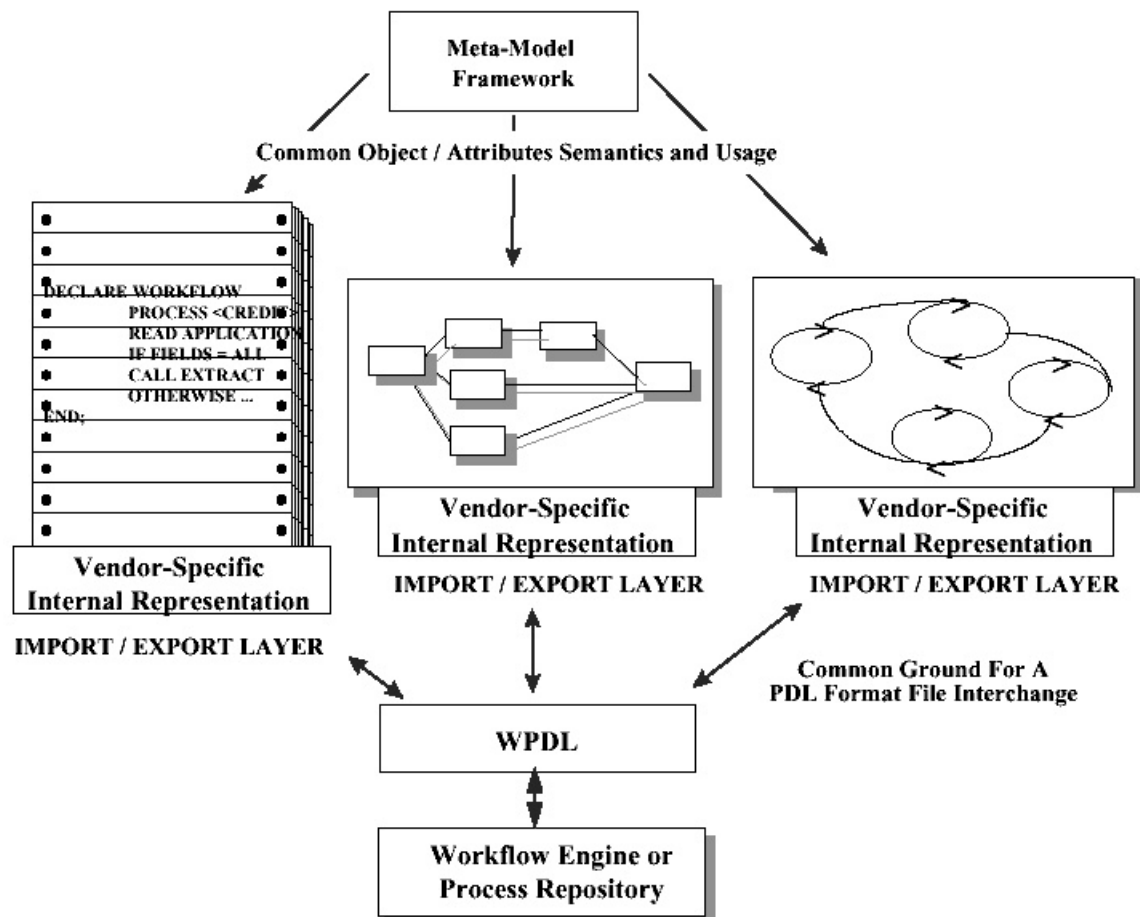 Meta-Model
Framework
Common Object / Attributes Semantics and Usage
DECLARE WORKFLOW
PROCESS <CREDIT>
READ APPLICATION
IF FIELDS = ALL
CALL EXTRACT
OTHERWISE ...
END;
Vendor-Specific
Internal Representation
IMPORT / EXPORT LAYER
Vendor-Specific
Internal Representation
IMPORT / EXPORT LAYER
Vendor-Specific
Internal Representation
IMPORT / EXPORT LAYER
Common Ground For A
PDL Format File Interchange
WPDL
Workflow Engine or
Process Repository